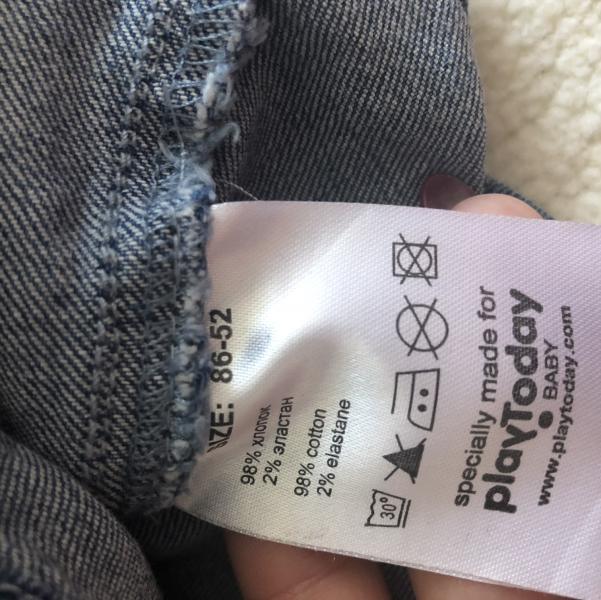 SIZE: 86-52
98% хлопок
2% эластан
98% cotton
2% elastane
30°
specially made for
playToday
BABY
www.playtoday.com